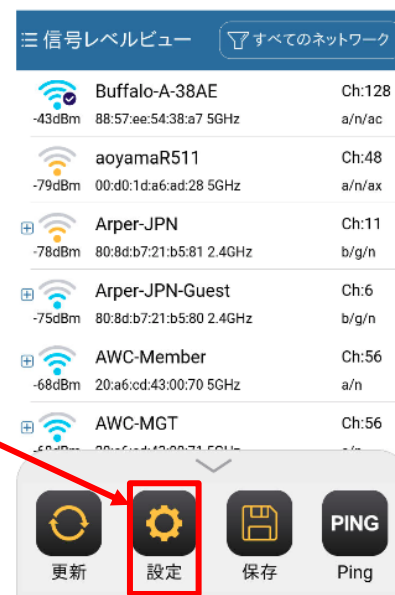 信号レベルビュー すべてのネットワーク
Buffalo-A-38AE Ch:128
-43dBm 88:57:ee:54:38:a7 5GHz a/n/ac
aoyamaR511 Ch:48
-79dBm 00:d0:1d:a6:ad:28 5GHz a/n/ax
Arper-JPN Ch:11
-78dBm 80:8d:b7:21:b5:81 2.4GHz b/g/n
Arper-JPN-Guest Ch:6
-75dBm 80:8d:b7:21:b5:80 2.4GHz b/g/n
AWC-Member Ch:56
-68dBm 20:a6:cd:43:00:70 5GHz a/n
AWC-MGT Ch:56
PING
更新 設定 保存 Ping